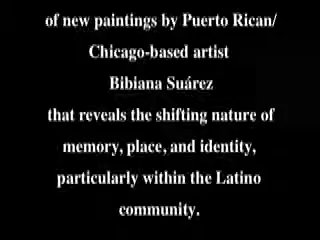 of new paintings by Puerto Rican/
Chicago-based artist
Bibiana Suárez
that reveals the shifting nature of
memory, place, and identity,
particularly within the Latino
community.